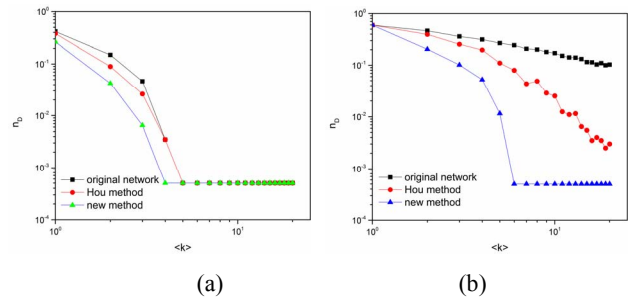 10⁰
10⁻¹
10⁻²
10⁻³
10⁻⁴
n_D
original network
Hou method
new method
10⁰
10¹
<k>
(a)
10⁰
10⁻¹
10⁻²
10⁻³
10⁻⁴
n_D
original network
Hou method
new method
10⁰
10¹
<k>
(b)